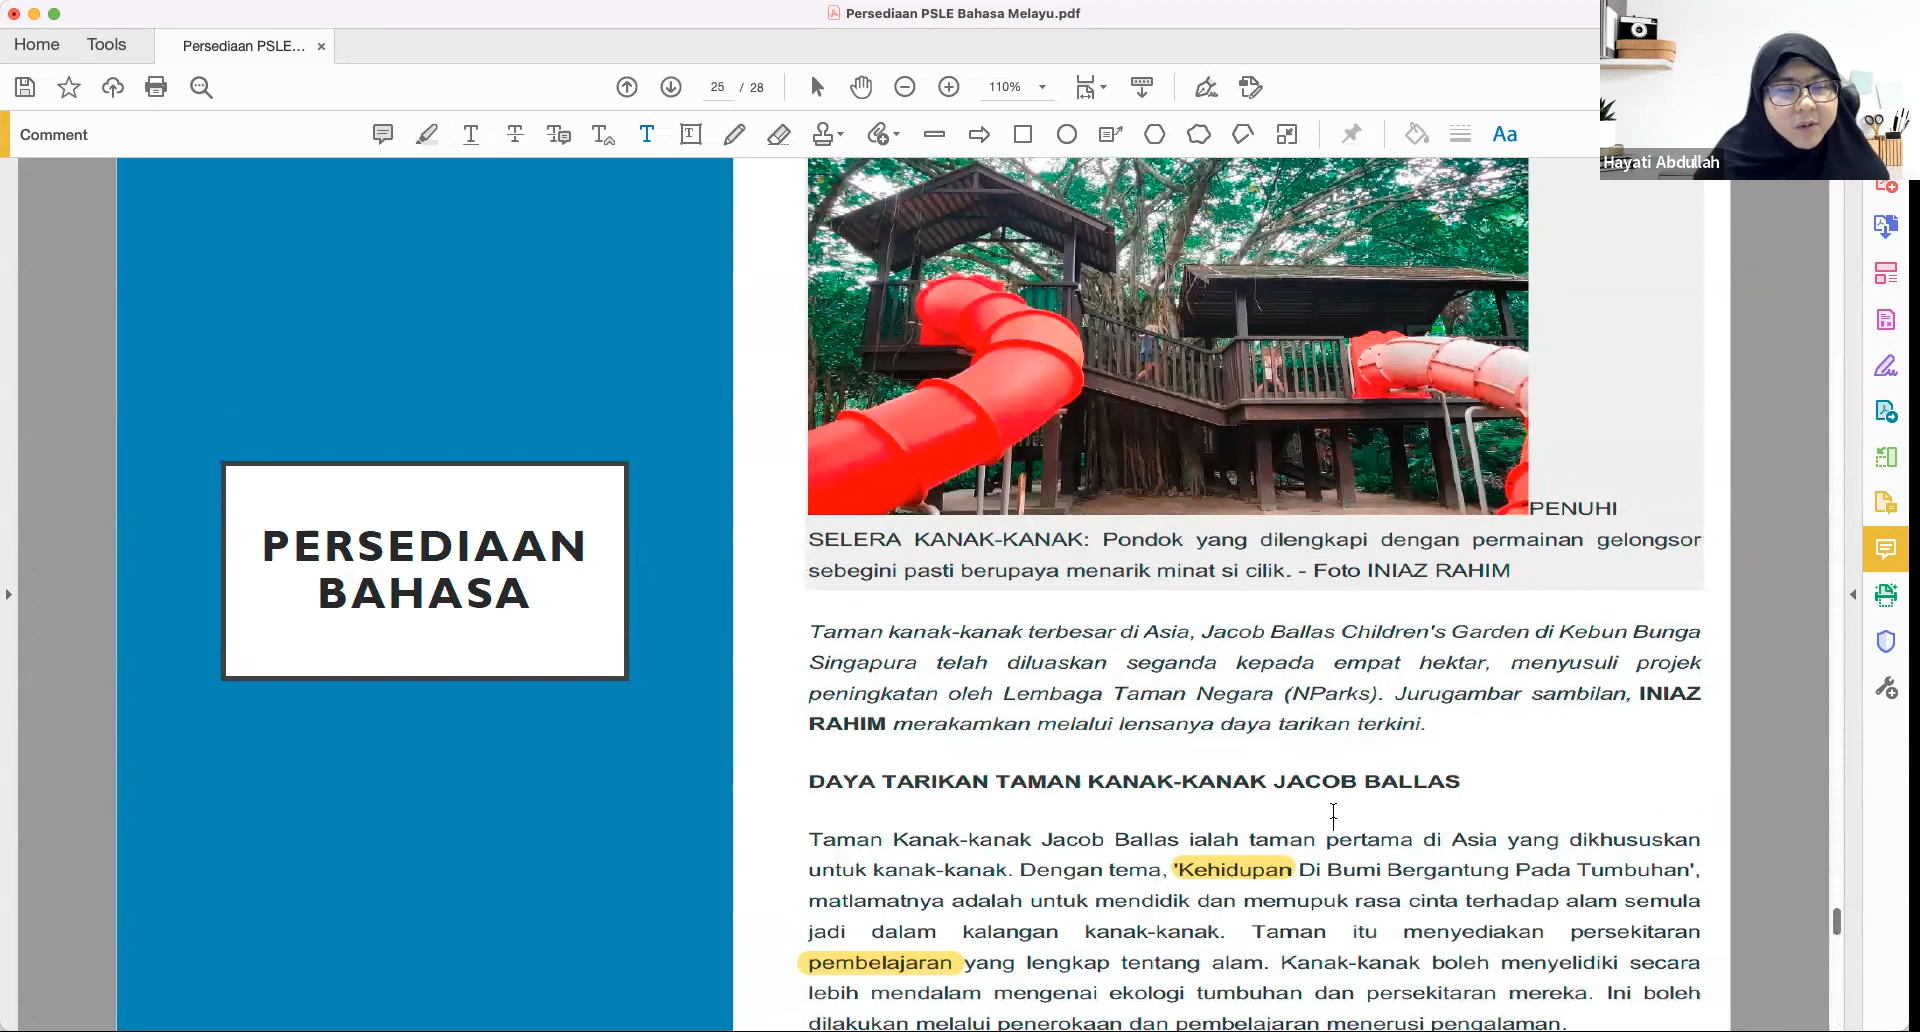 Persediaan PSLE Bahasa Melayu.pdf
Home
Tools
Persediaan PSLE... ×
25 / 28
110%
Comment
Aa
Hayati Abdullah
PERSEDIAAN
BAHASA
PENUHI
SELERA KANAK-KANAK: Pondok yang dilengkapi dengan permainan gelongsor
sebegini pasti berupaya menarik minat si cilik. - Foto INIAZ RAHIM
Taman kanak-kanak terbesar di Asia, Jacob Ballas Children's Garden di Kebun Bunga
Singapura telah diluaskan seganda kepada empat hektar, menyusuli projek
peningkatan oleh Lembaga Taman Negara (NParks). Jurugambar sambilan, INIAZ
RAHIM merakamkan melalui lensanya daya tarikan terkini.
DAYA TARIKAN TAMAN KANAK-KANAK JACOB BALLAS
Taman Kanak-kanak Jacob Ballas ialah taman pertama di Asia yang dikhususkan
untuk kanak-kanak. Dengan tema, 'Kehidupan Di Bumi Bergantung Pada Tumbuhan',
matlamatnya adalah untuk mendidik dan memupuk rasa cinta terhadap alam semula
jadi dalam kalangan kanak-kanak. Taman itu menyediakan persekitaran
pembelajaran yang lengkap tentang alam. Kanak-kanak boleh menyelidiki secara
lebih mendalam mengenai ekologi tumbuhan dan persekitaran mereka. Ini boleh
dilakukan melalui penerokaan dan pembelajaran menerusi pengalaman.